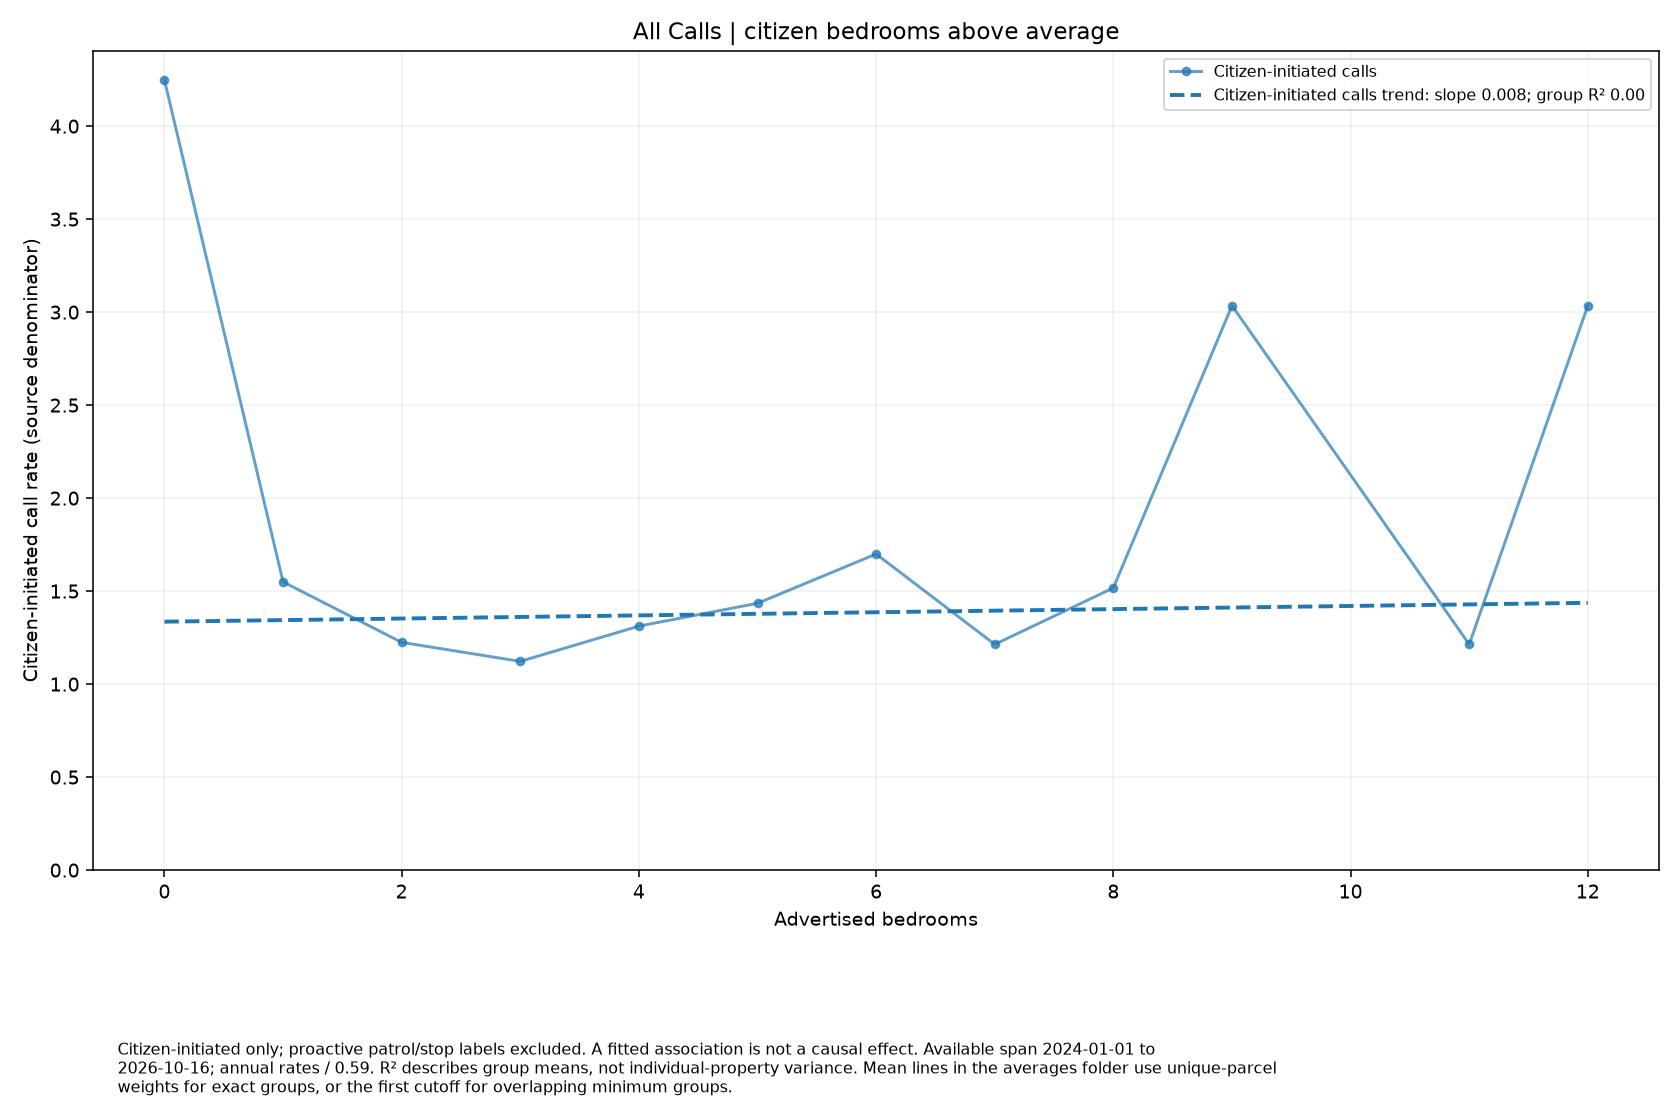 All Calls | citizen bedrooms above average
Citizen-initiated calls
Citizen-initiated calls trend: slope 0.008; group R² 0.00
Citizen-initiated call rate (source denominator)
4.0
3.5
3.0
2.5
2.0
1.5
1.0
0.5
0.0
0 2 4 6 8 10 12
Advertised bedrooms
Citizen-initiated only; proactive patrol/stop labels excluded. A fitted association is not a causal effect. Available span 2024-01-01 to
2026-10-16; annual rates / 0.59. R² describes group means, not individual-property variance. Mean lines in the averages folder use unique-parcel
weights for exact groups, or the first cutoff for overlapping minimum groups.